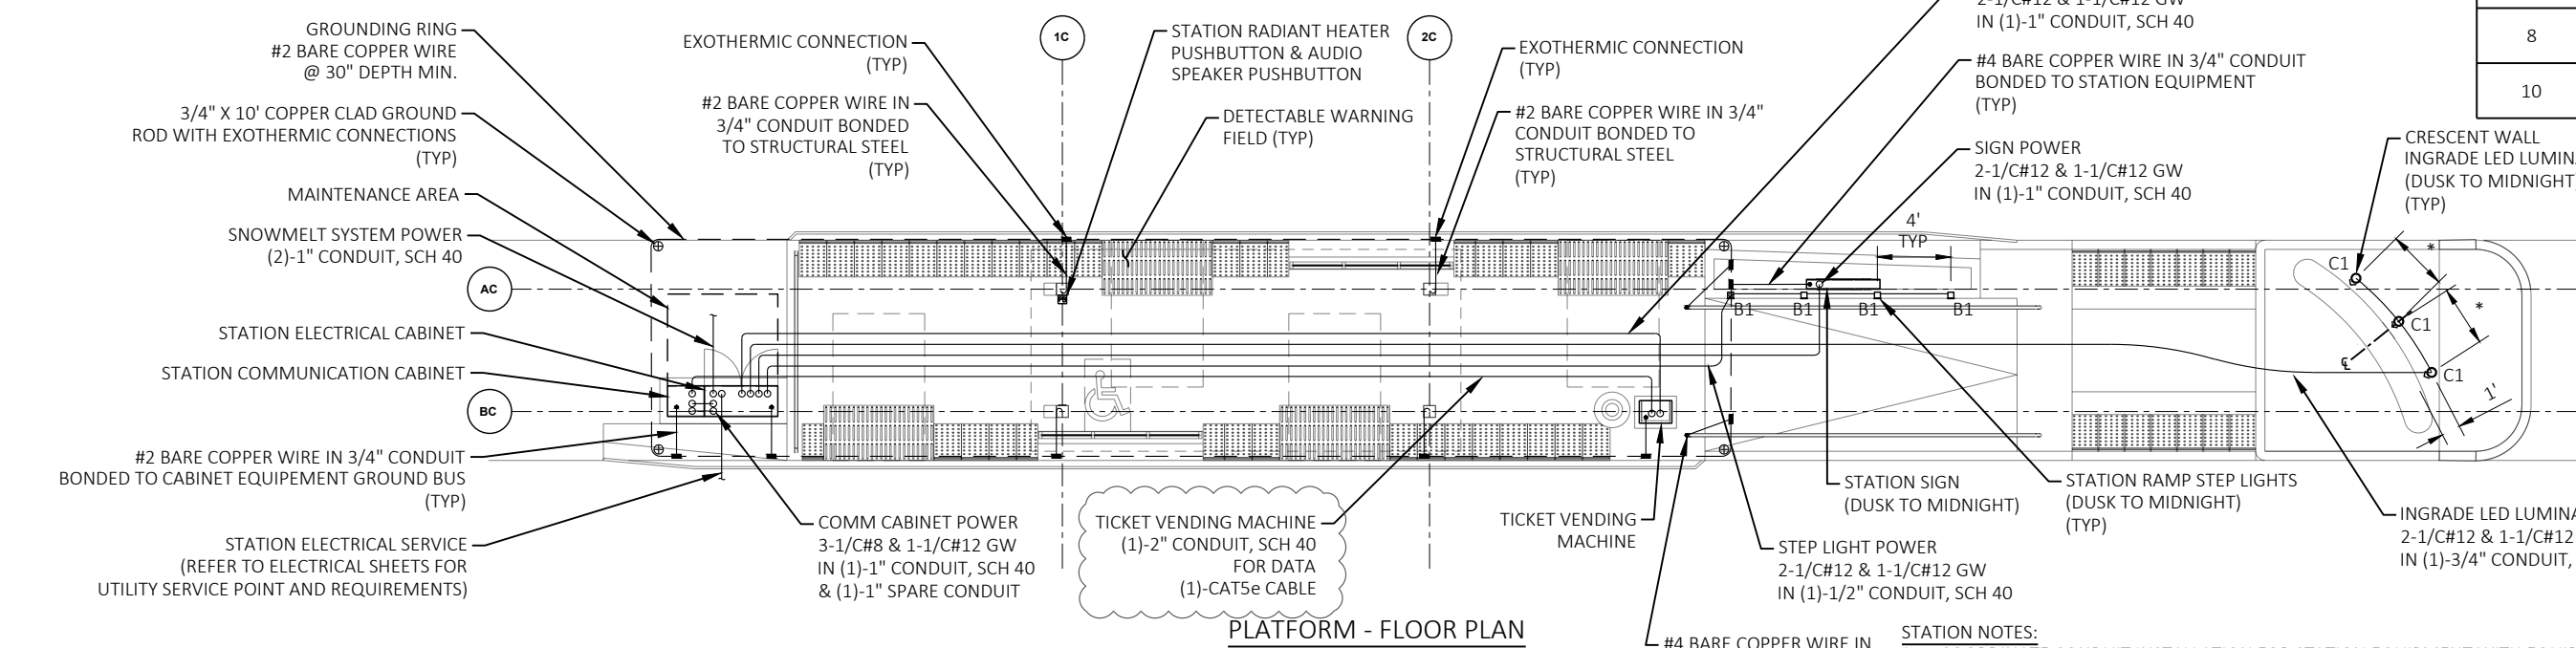 GROUNDING RING
#2 BARE COPPER WIRE
@ 30" DEPTH MIN.
3/4" X 10' COPPER CLAD GROUND
ROD WITH EXOTHERMIC CONNECTIONS
(TYP)
MAINTENANCE AREA
SNOWMELT SYSTEM POWER
(2)-1" CONDUIT, SCH 40
AC
STATION ELECTRICAL CABINET
STATION COMMUNICATION CABINET
BC
#2 BARE COPPER WIRE IN 3/4" CONDUIT
BONDED TO CABINET EQUIPEMENT GROUND BUS
(TYP)
STATION ELECTRICAL SERVICE
(REFER TO ELECTRICAL SHEETS FOR
UTILITY SERVICE POINT AND REQUIREMENTS)
EXOTHERMIC CONNECTION
(TYP)
#2 BARE COPPER WIRE IN
3/4" CONDUIT BONDED
TO STRUCTURAL STEEL
(TYP)
1C
STATION RADIANT HEATER
PUSHBUTTON & AUDIO
SPEAKER PUSHBUTTON
DETECTABLE WARNING
FIELD (TYP)
2C
EXOTHERMIC CONNECTION
(TYP)
#2 BARE COPPER WIRE IN 3/4"
CONDUIT BONDED TO
STRUCTURAL STEEL
(TYP)
2-1/C#12 & 1-1/C#12 GW
IN (1)-1" CONDUIT, SCH 40
#4 BARE COPPER WIRE IN 3/4" CONDUIT
BONDED TO STATION EQUIPMENT
(TYP)
SIGN POWER
2-1/C#12 & 1-1/C#12 GW
IN (1)-1" CONDUIT, SCH 40
8
10
CRESCENT WALL
INGRADE LED LUMINA
(DUSK TO MIDNIGHT
(TYP)
4'
TYP
B1
B1
B1
B1
C1
C1
C1
*
*
℄
1'
COMM CABINET POWER
3-1/C#8 & 1-1/C#12 GW
IN (1)-1" CONDUIT, SCH 40
& (1)-1" SPARE CONDUIT
TICKET VENDING MACHINE
(1)-2" CONDUIT, SCH 40
FOR DATA
(1)-CAT5e CABLE
TICKET VENDING
MACHINE
STATION SIGN
(DUSK TO MIDNIGHT)
STATION RAMP STEP LIGHTS
(DUSK TO MIDNIGHT)
(TYP)
STEP LIGHT POWER
2-1/C#12 & 1-1/C#12 GW
IN (1)-1/2" CONDUIT, SCH 40
INGRADE LED LUMINA
2-1/C#12 & 1-1/C#12
IN (1)-3/4" CONDUIT,
PLATFORM - FLOOR PLAN
#4 BARE COPPER WIRE IN
STATION NOTES: